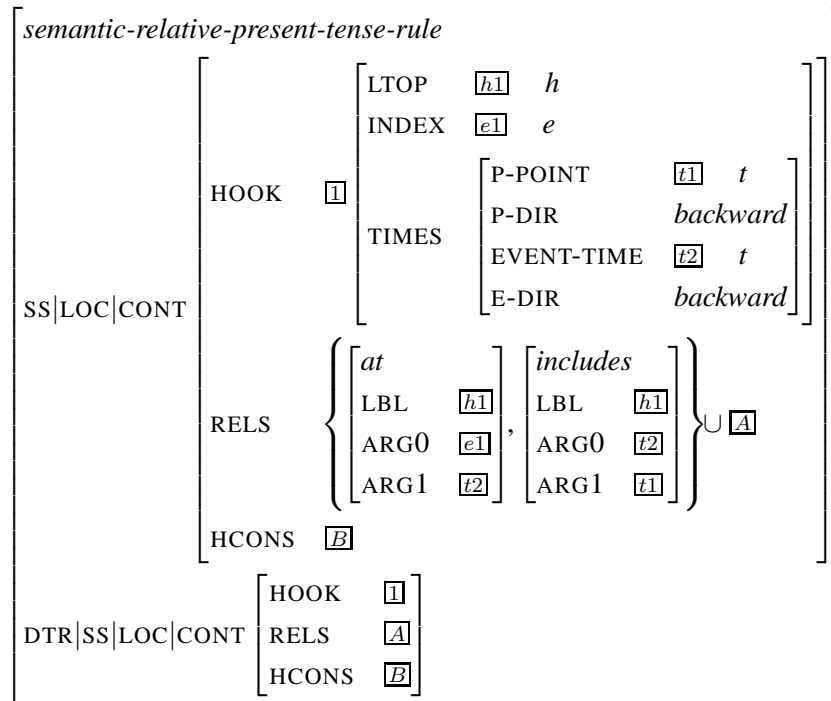 semantic-relative-present-tense-rule
LTOP h1 h
INDEX e1 e
P-POINT t1 t
P-DIR backward
HOOK 1 TIMES
EVENT-TIME t2 t
E-DIR backward
SS|LOC|CONT
at includes
LBL h1 LBL h1
RELS { , } ∪ A
ARG0 e1 ARG0 t2
ARG1 t2 ARG1 t1
HCONS B
HOOK 1
DTR|SS|LOC|CONT RELS A
HCONS B